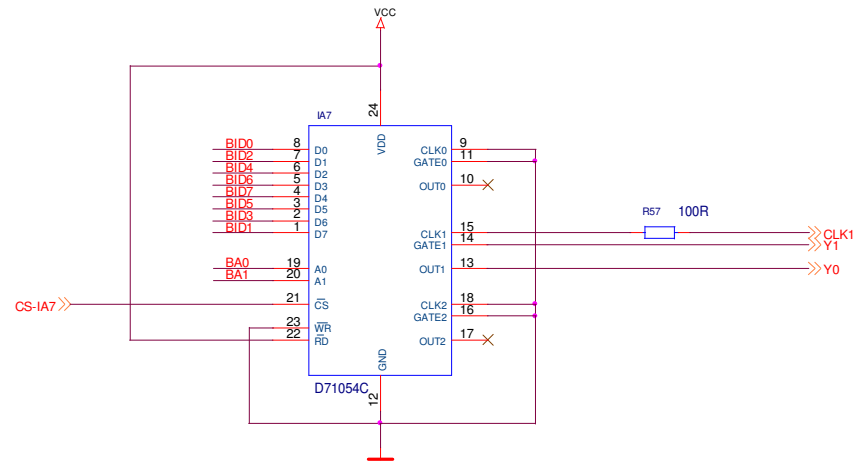 VCC
24
IA7
VDD
BID0 8 D0 CLK0 9
BID2 7 D1 GATE0 11
BID4 6 D2
BID6 5 D3 OUT0 10
BID7 4 D4
BID5 3 D5 R57 100R
BID3 2 D6
BID1 1 D7 CLK1 15 CLK1
GATE1 14 Y1
BA0 19 A0 OUT1 13 Y0
BA1 20 A1
CS-IA7 21 CS CLK2 18
GATE2 16
23 WR
22 RD OUT2 17
GND
D71054C
12